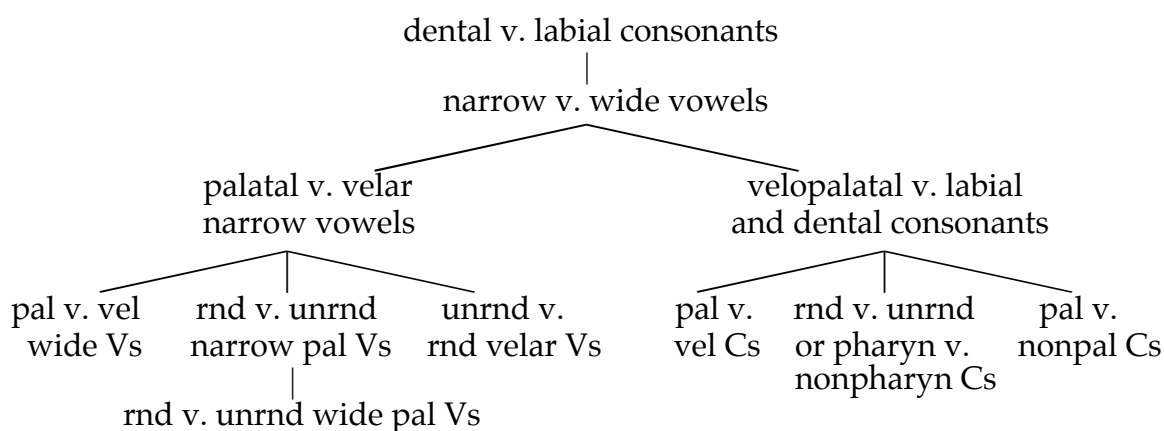 dental v. labial consonants
narrow v. wide vowels
palatal v. velar
narrow vowels
velopalatal v. labial
and dental consonants
pal v. vel
wide Vs
rnd v. unrnd
narrow pal Vs
unrnd v.
rnd velar Vs
pal v.
vel Cs
rnd v. unrnd
or pharyn v.
nonpharyn Cs
pal v.
nonpal Cs
rnd v. unrnd wide pal Vs